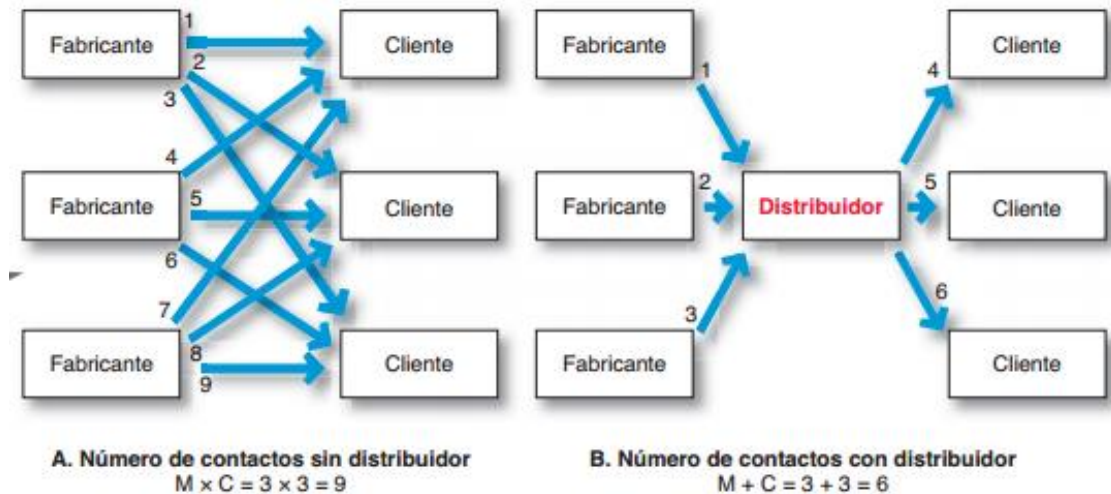 1
Fabricante
Cliente
2
3
4
Fabricante
5
Cliente
6
7
Fabricante
8
Cliente
9
A. Número de contactos sin distribuidor
M × C = 3 × 3 = 9
Fabricante
1
4
Cliente
Fabricante
2
Distribuidor
5
Cliente
3
6
Fabricante
Cliente
B. Número de contactos con distribuidor
M + C = 3 + 3 = 6